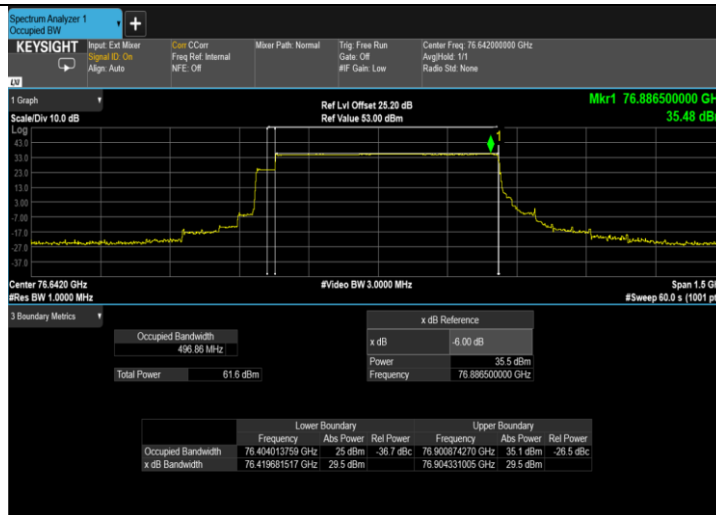 Spectrum Analyzer 1
Occupied BW
+
KEYSIGHT
Input: Ext Mixer
Signal ID: On
Align: Auto
Corr CCorr
Freq Ref: Internal
NFE: Off
Mixer Path: Normal
Trig: Free Run
Gate: Off
#IF Gain: Low
Center Freq: 76.642000000 GHz
Avg|Hold: 1/1
Radio Std: None
LXI
1 Graph
Scale/Div 10.0 dB
Ref Lvl Offset 25.20 dB
Ref Value 53.00 dBm
Mkr1 76.886500000 GH
35.48 dB
Log
43.0
33.0
23.0
13.0
3.00
-7.00
-17.0
-27.0
-37.0
1
Center 76.6420 GHz
#Res BW 1.0000 MHz
#Video BW 3.0000 MHz
Span 1.5 G
#Sweep 60.0 s (1001 pt
3 Boundary Metrics
Occupied Bandwidth
496.86 MHz
Total Power 61.6 dBm
x dB Reference
x dB -6.00 dB
Power 35.5 dBm
Frequency 76.886500000 GHz
Lower Boundary Upper Boundary
Frequency Abs Power Rel Power Frequency Abs Power Rel Power
Occupied Bandwidth 76.404013759 GHz 25 dBm -36.7 dBc 76.900874270 GHz 35.1 dBm -26.5 dBc
x dB Bandwidth 76.419681517 GHz 29.5 dBm 76.904331005 GHz 29.5 dBm